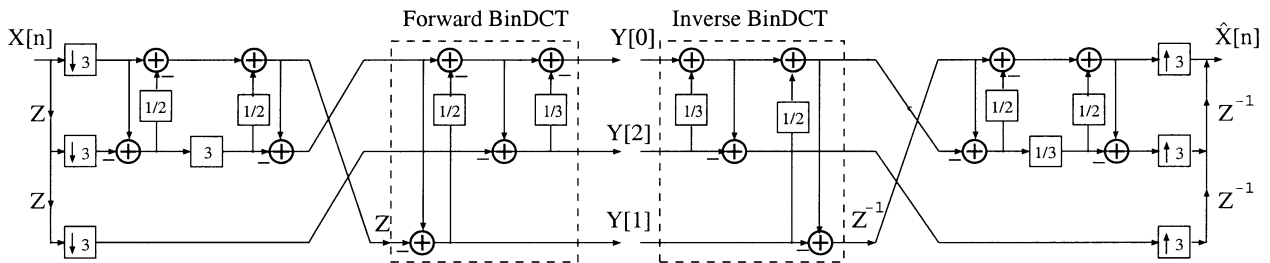 Forward BinDCT
Inverse BinDCT
X[n]
↓ 3
Y[0]
↑ 3
X̂[n]
1/2
1/2
1/2
1/3
1/3
1/2
1/2
1/2
Z
Z⁻¹
↓ 3
3
Y[2]
1/3
↑ 3
Z
Z⁻¹
↓ 3
Z
Y[1]
Z⁻¹
↑ 3